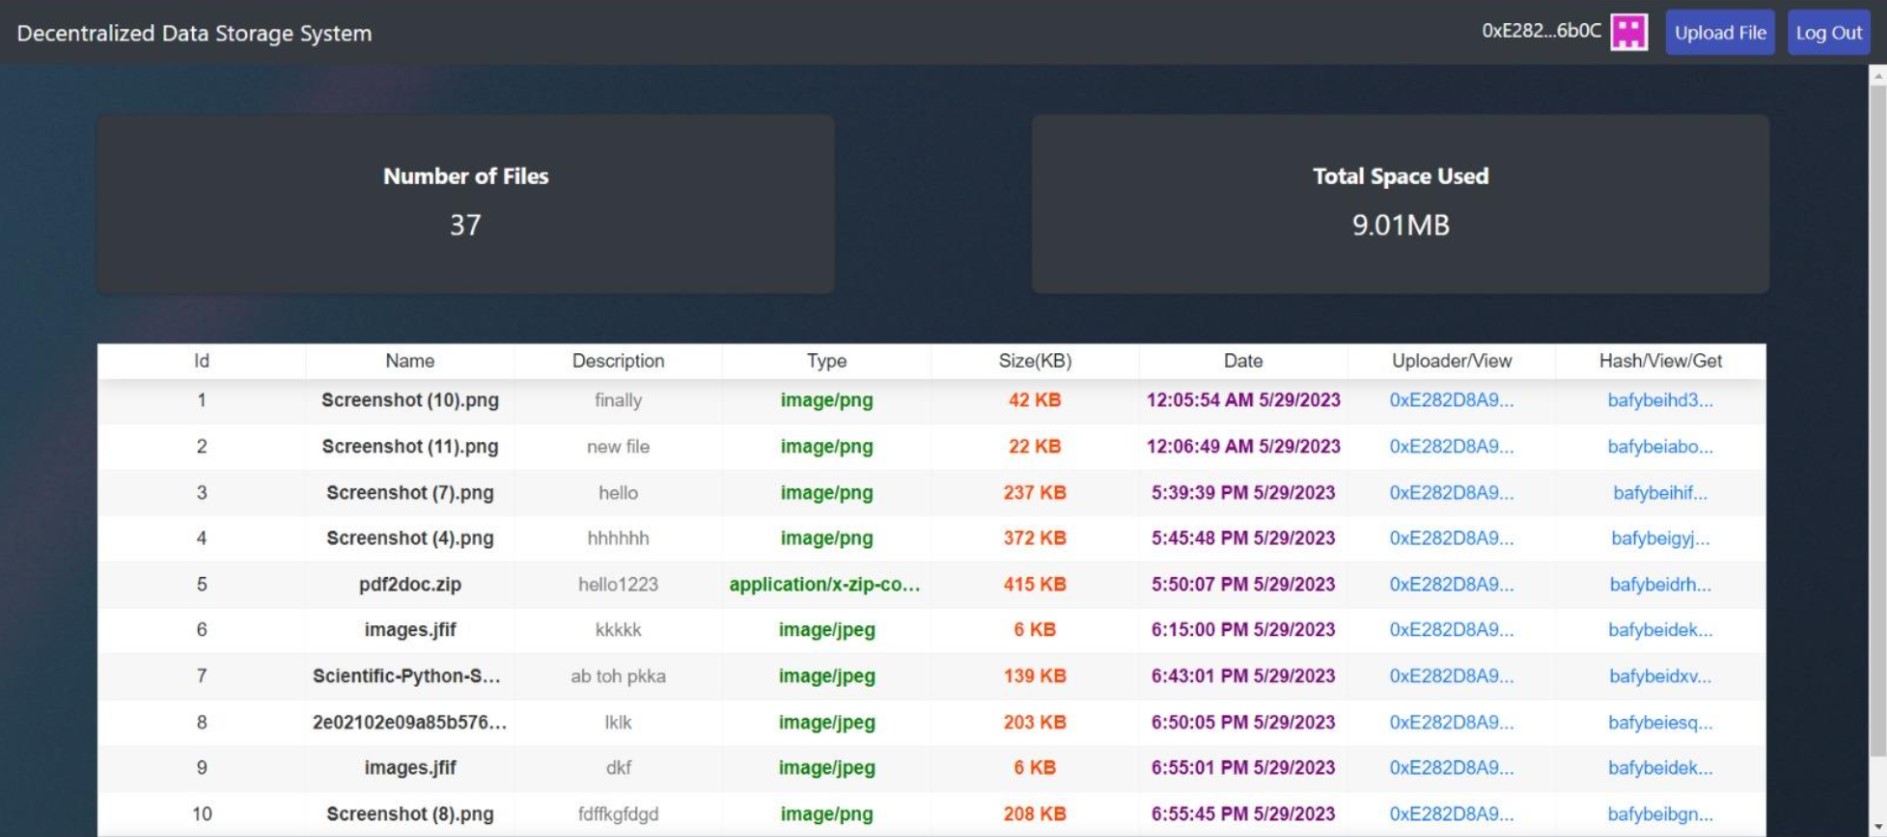 Decentralized Data Storage System 0xE282...6b0C Upload File Log Out
Number of Files Total Space Used
37 9.01MB
Id Name Description Type Size(KB) Date Uploader/View Hash/View/Get
1 Screenshot (10).png finally image/png 42 KB 12:05:54 AM 5/29/2023 0xE282D8A9... bafybeihd3...
2 Screenshot (11).png new file image/png 22 KB 12:06:49 AM 5/29/2023 0xE282D8A9... bafybeiabo...
3 Screenshot (7).png hello image/png 237 KB 5:39:39 PM 5/29/2023 0xE282D8A9... bafybeihif...
4 Screenshot (4).png hhhhhh image/png 372 KB 5:45:48 PM 5/29/2023 0xE282D8A9... bafybeigyj...
5 pdf2doc.zip hello1223 application/x-zip-co... 415 KB 5:50:07 PM 5/29/2023 0xE282D8A9... bafybeidrh...
6 images.jfif kkkkk image/jpeg 6 KB 6:15:00 PM 5/29/2023 0xE282D8A9... bafybeidek...
7 Scientific-Python-S... ab toh pkka image/jpeg 139 KB 6:43:01 PM 5/29/2023 0xE282D8A9... bafybeidxv...
8 2e02102e09a85b576... lklk image/jpeg 203 KB 6:50:05 PM 5/29/2023 0xE282D8A9... bafybeiesq...
9 images.jfif dkf image/jpeg 6 KB 6:55:01 PM 5/29/2023 0xE282D8A9... bafybeidek...
10 Screenshot (8).png fdffkgfdgd image/png 208 KB 6:55:45 PM 5/29/2023 0xE282D8A9... bafybeibgn...